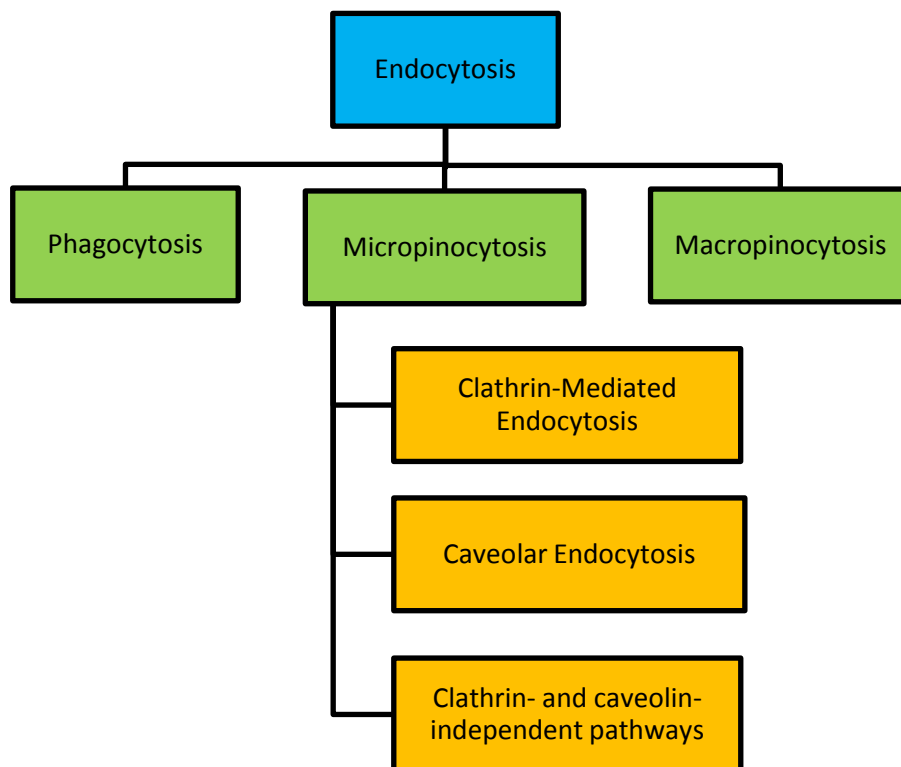 Endocytosis
Phagocytosis
Micropinocytosis
Macropinocytosis
Clathrin-Mediated
Endocytosis
Caveolar Endocytosis
Clathrin- and caveolin-
independent pathways